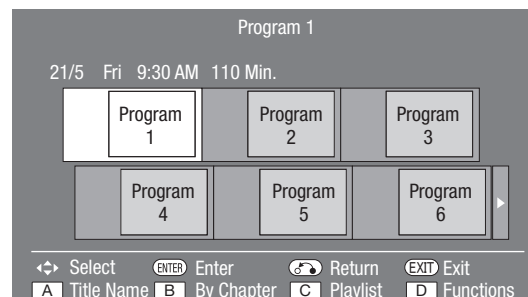 Program 1
21/5 Fri 9:30 AM 110 Min.
Program 1
Program 2
Program 3
Program 4
Program 5
Program 6
Select ENTER Enter Return EXIT Exit
A Title Name B By Chapter C Playlist D Functions